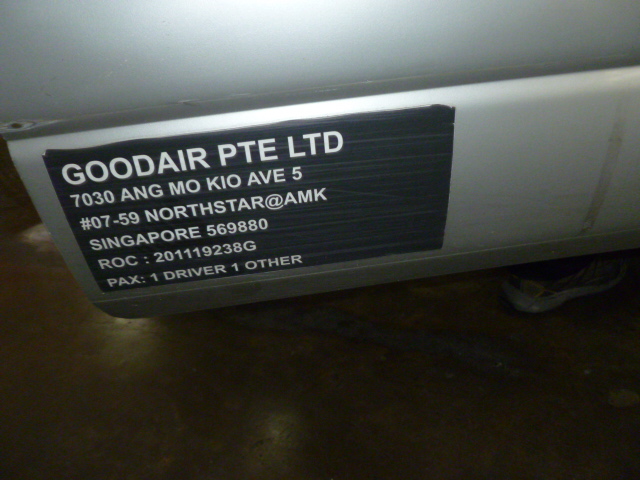 GOODAIR PTE LTD
7030 ANG MO KIO AVE 5
#07-59 NORTHSTAR@AMK
SINGAPORE 569880
ROC : 201119238G
PAX: 1 DRIVER 1 OTHER